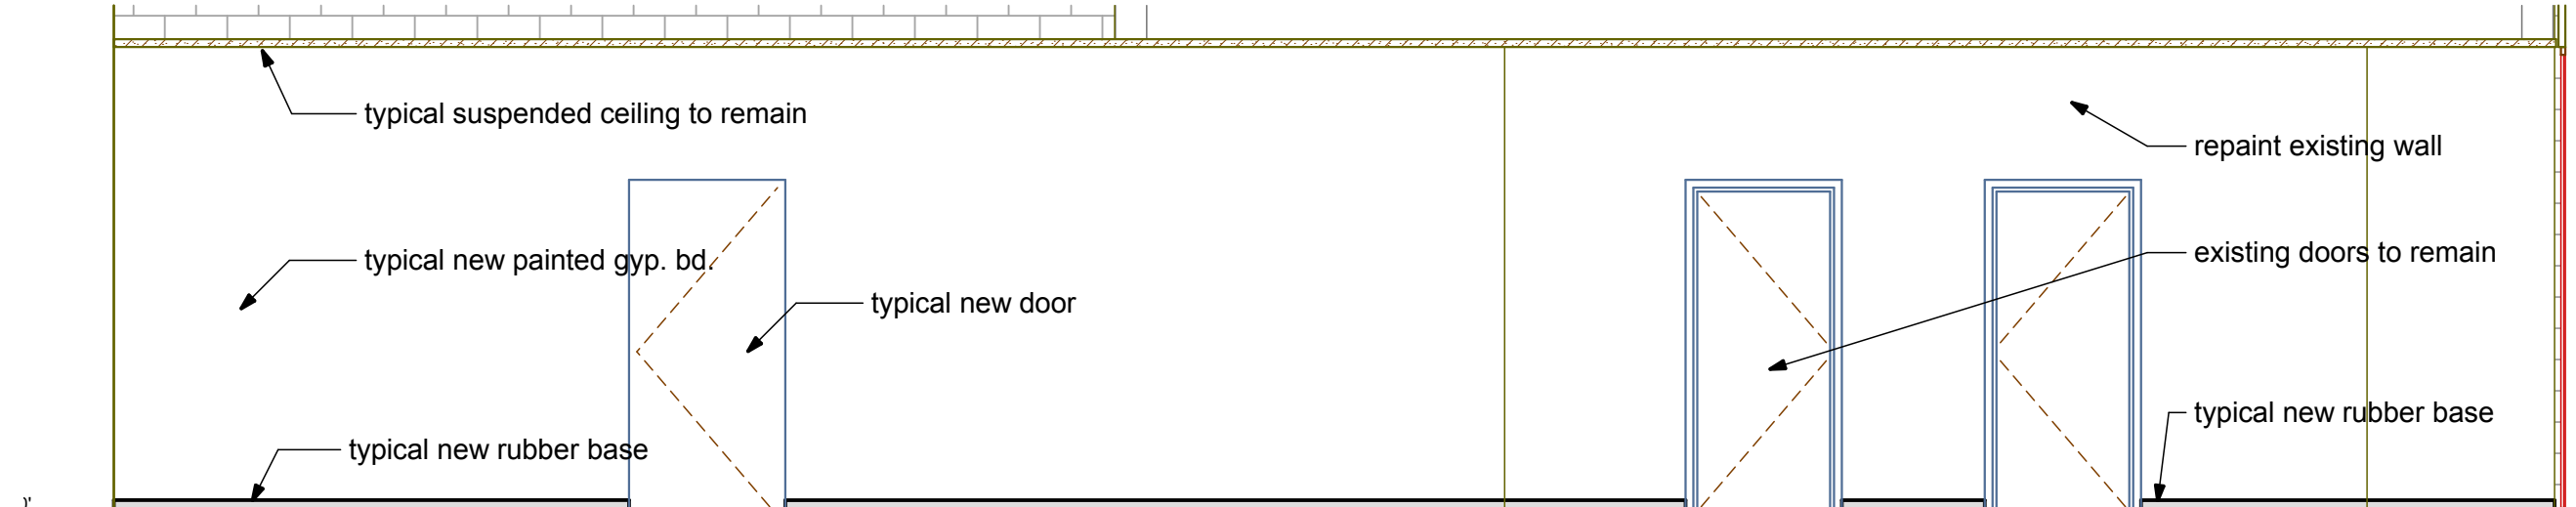 typical suspended ceiling to remain
repaint existing wall
typical new painted gyp. bd.
existing doors to remain
typical new door
typical new rubber base
typical new rubber base